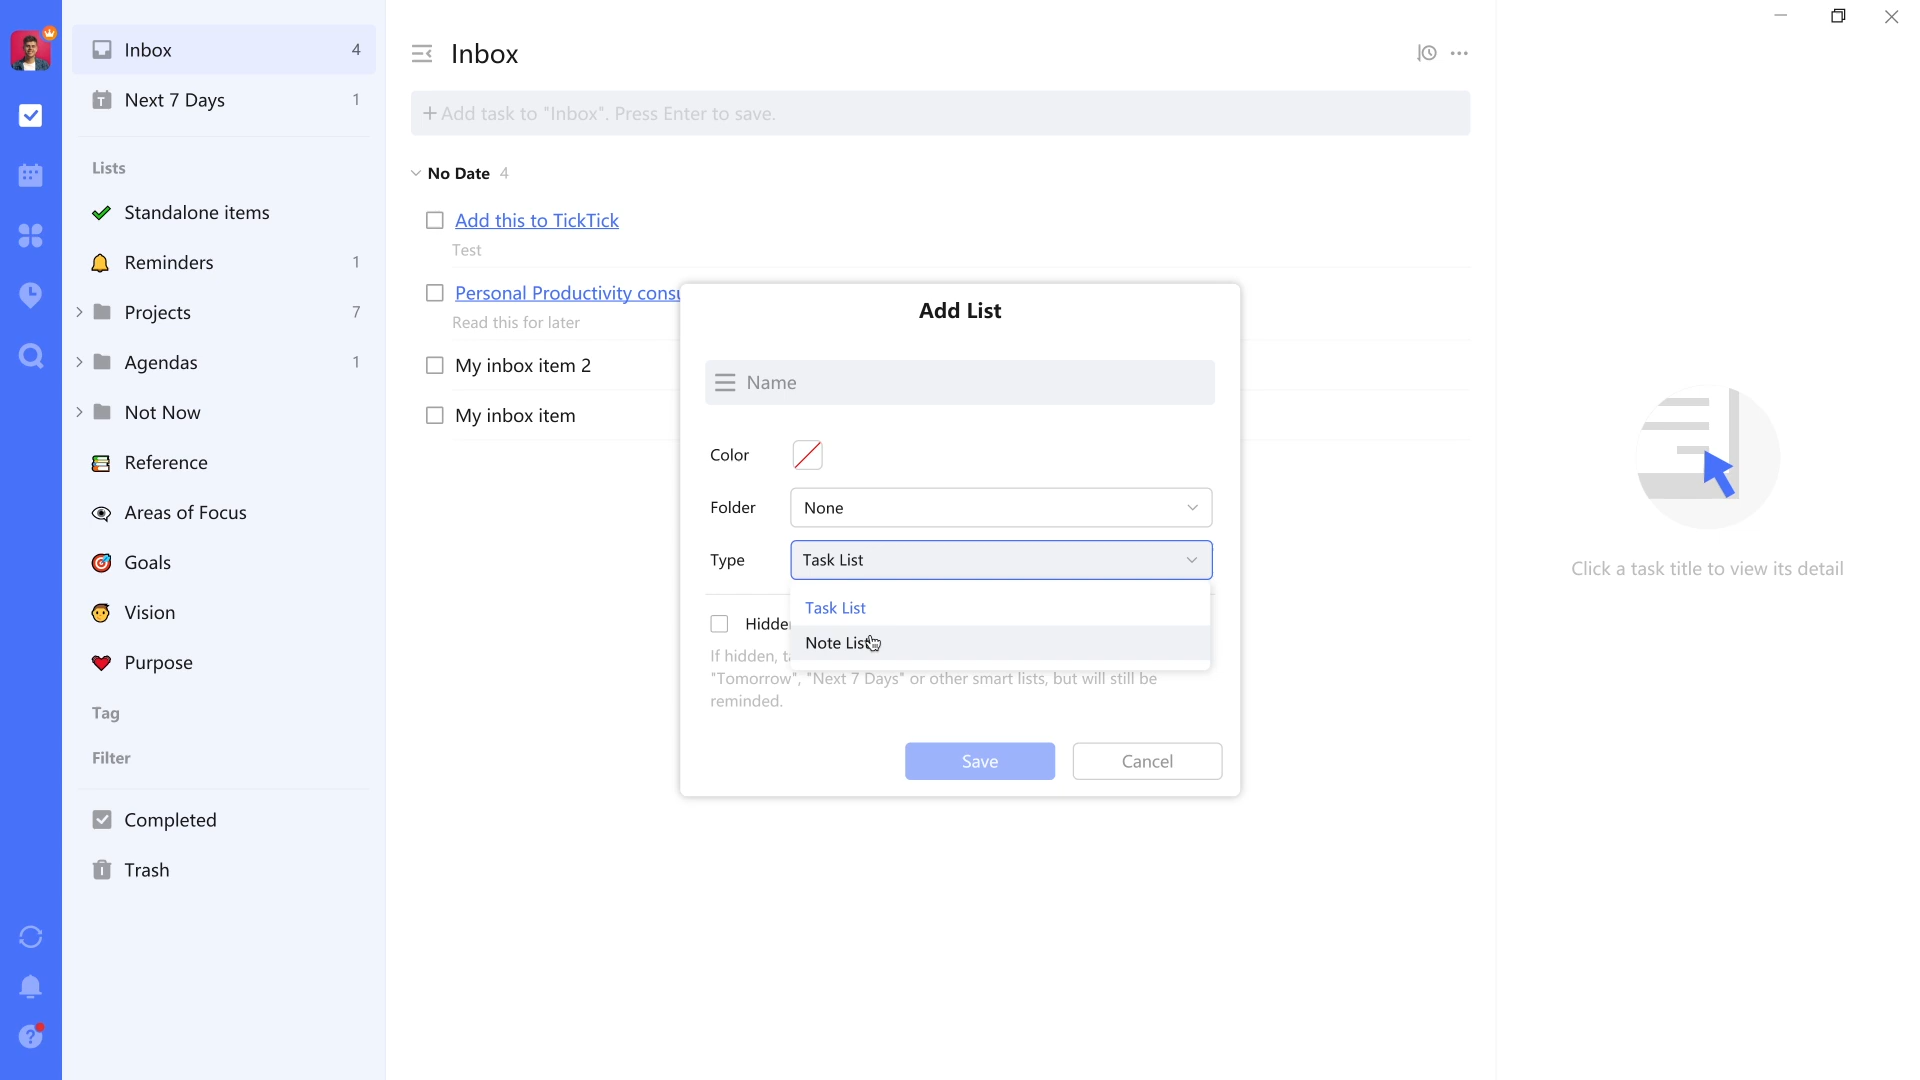 Inbox 4
Next 7 Days 1
Lists
Standalone items
Reminders 1
Projects 7
Agendas 1
Not Now
Reference
Areas of Focus
Goals
Vision
Purpose
Tag
Filter
Completed
Trash
Inbox
+ Add task to "Inbox". Press Enter to save.
No Date 4
Add this to TickTick
Test
Personal Productivity
Read this for later
My inbox item 2
My inbox item
Add List
Name
Color
Folder None
Type Task List
Task List
Note List
If hidden,
"Tomorrow", "Next 7 Days" or other smart lists, but will still be
reminded.
Save Cancel
Click a task title to view its detail